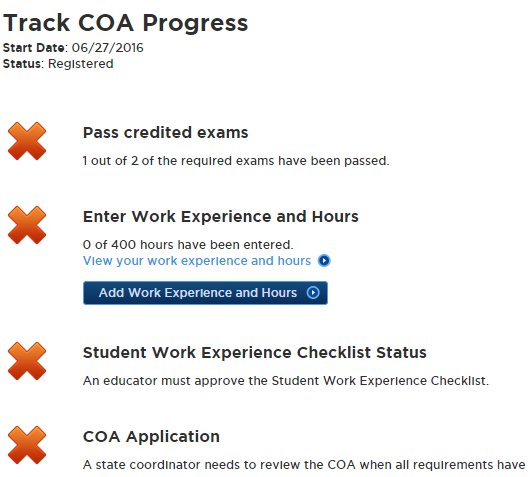 Track COA Progress
Start Date: 06/27/2016
Status: Registered
Pass credited exams
1 out of 2 of the required exams have been passed.
Enter Work Experience and Hours
0 of 400 hours have been entered.
View your work experience and hours
Add Work Experience and Hours
Student Work Experience Checklist Status
An educator must approve the Student Work Experience Checklist.
COA Application
A state coordinator needs to review the COA when all requirements have